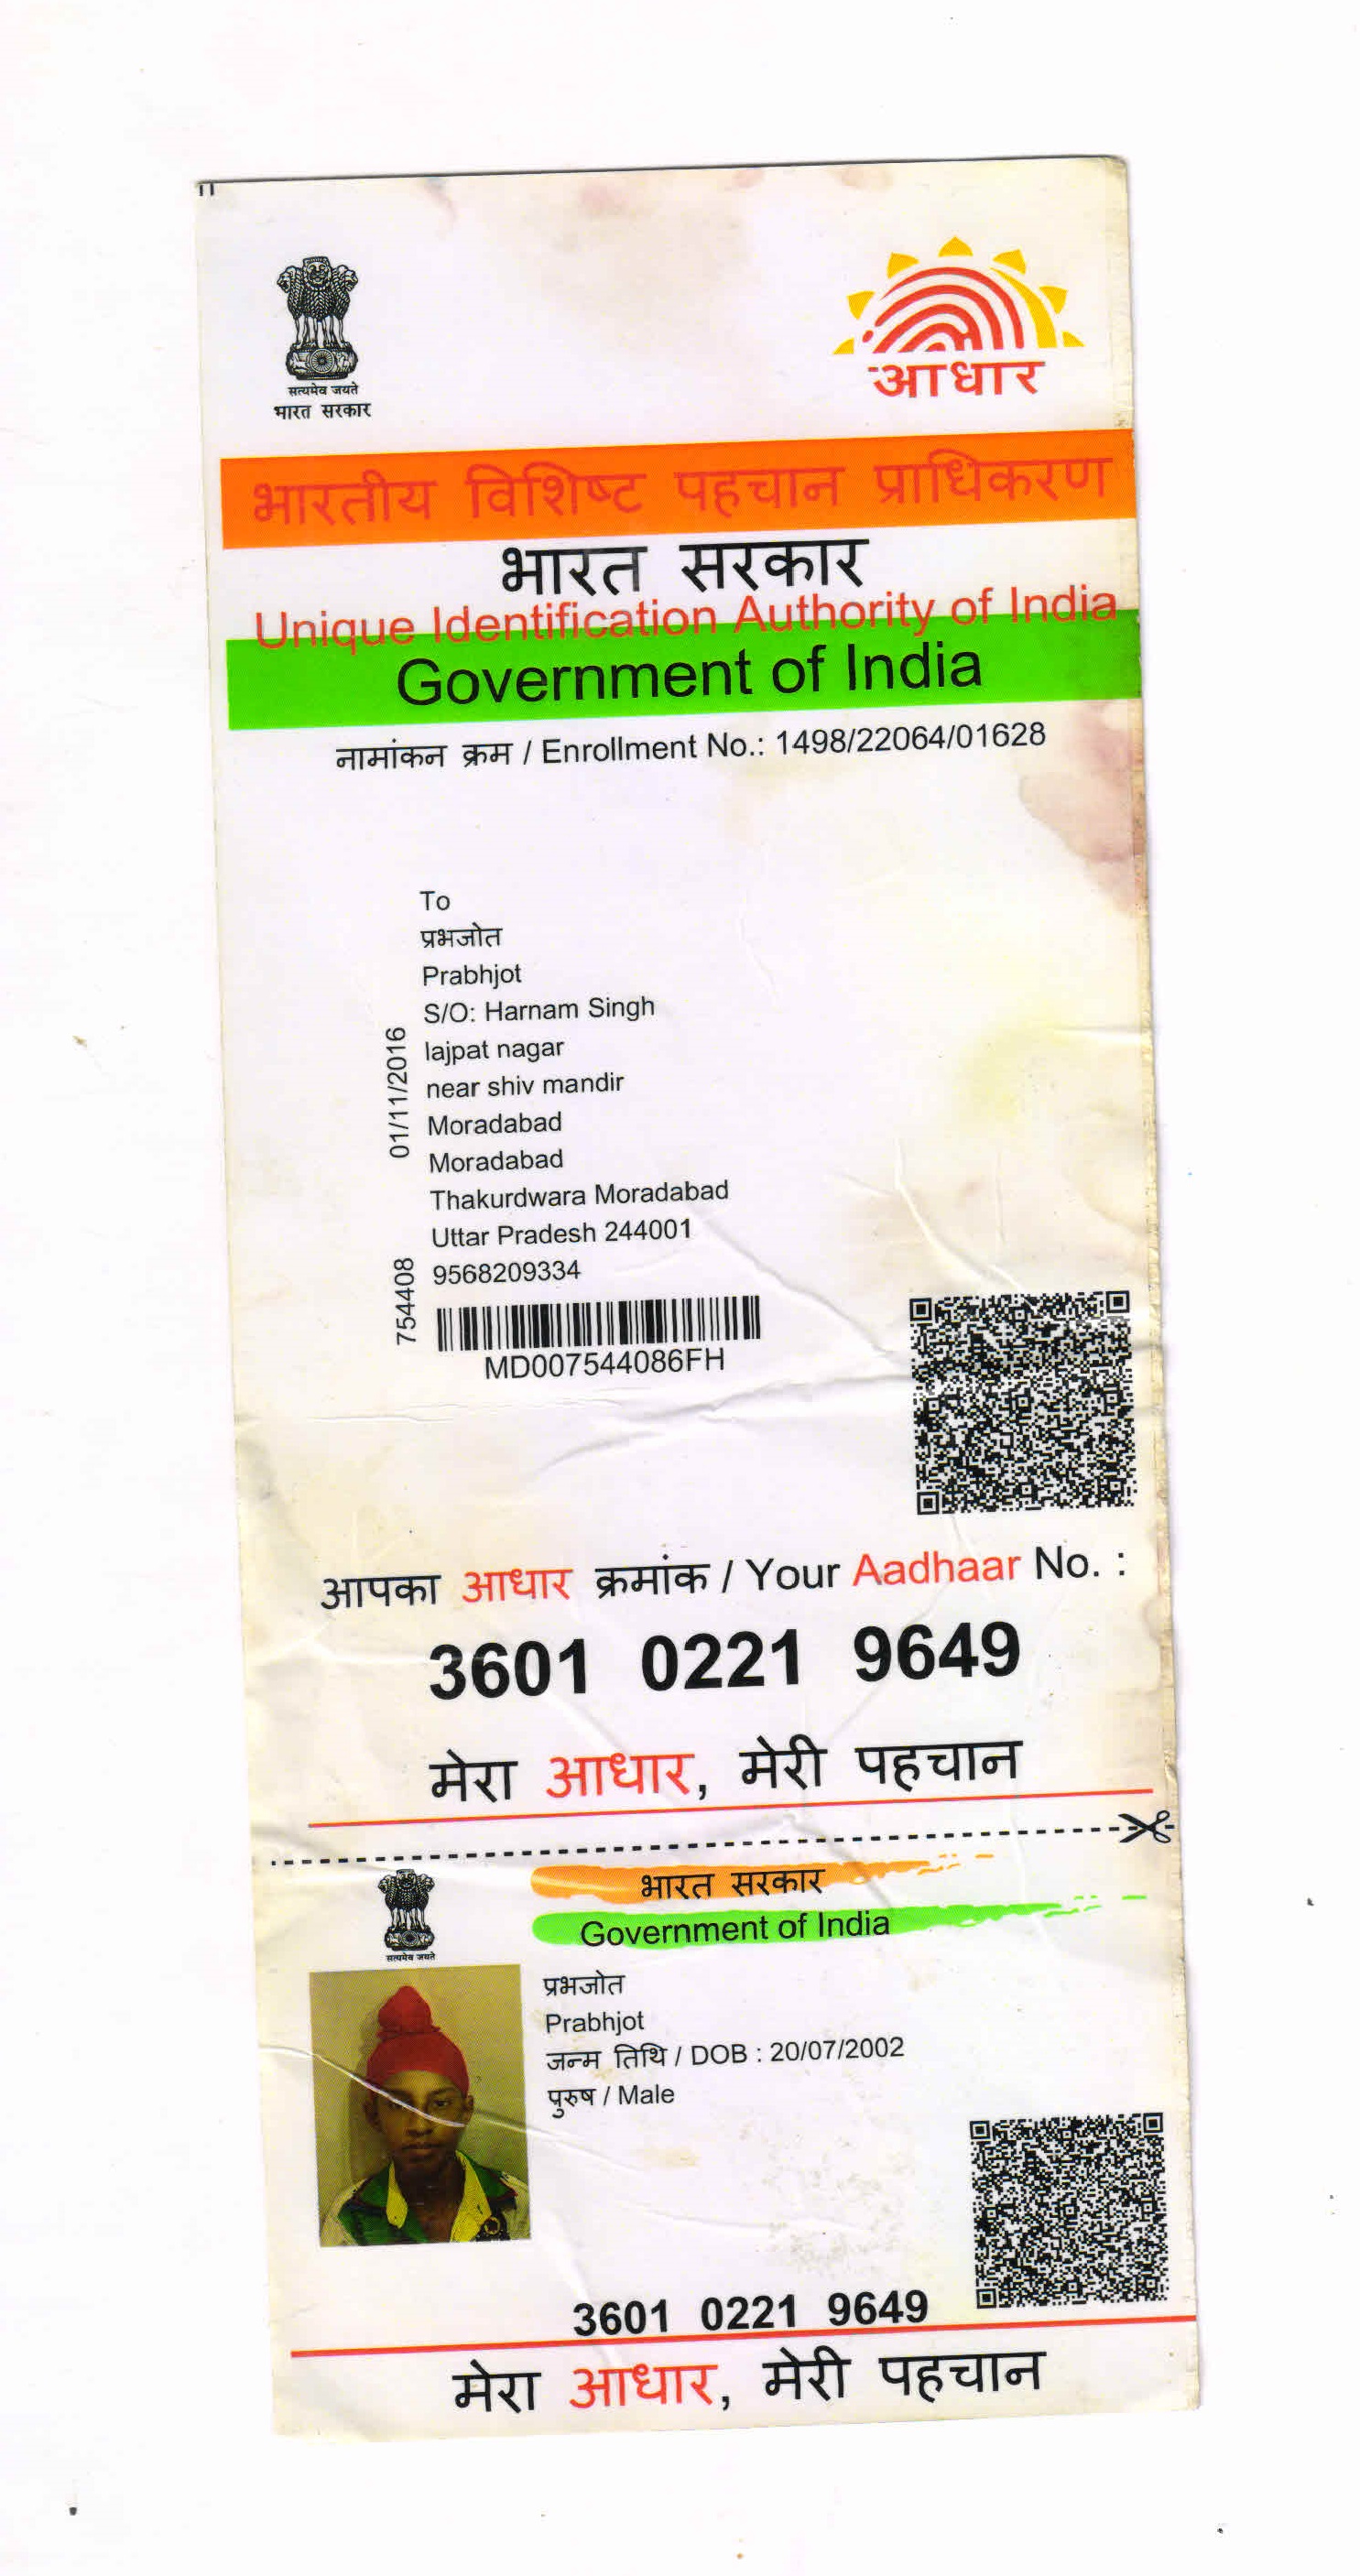 सत्यमेव जयते
भारत सरकार
आधार
भारतीय विशिष्ट पहचान प्राधिकरण
भारत सरकार
Unique Identification Authority of India
Government of India
नामांकन क्रम / Enrollment No.: 1498/22064/01628
To
प्रभजोत
Prabhjot
S/O: Harnam Singh
lajpat nagar
near shiv mandir
Moradabad
Moradabad
Thakurdwara Moradabad
Uttar Pradesh 244001
9568209334
01/11/2016
754408
MD007544086FH
आपका आधार क्रमांक / Your Aadhaar No. :
3601 0221 9649
मेरा आधार, मेरी पहचान
सत्यमेव जयते
भारत सरकार
Government of India
प्रभजोत
Prabhjot
जन्म तिथि / DOB : 20/07/2002
पुरुष / Male
3601 0221 9649
मेरा आधार, मेरी पहचान